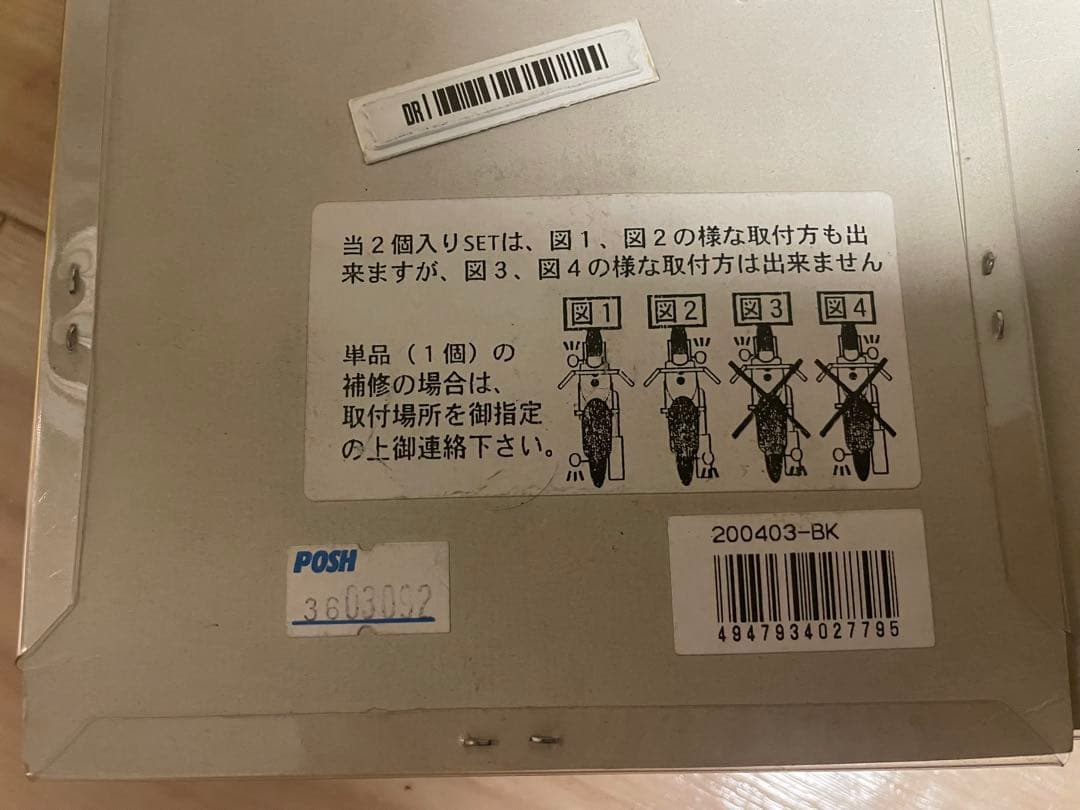 DR
当2個入りSETは、図1、図2の様な取付方も出
来ますが、図3、図4の様な取付方は出来ません
図1 図2 図3 図4
単品（1個）の
補修の場合は、
取付場所を御指定
の上御連絡下さい。
200403-BK
4947934027795
POSH
3603092